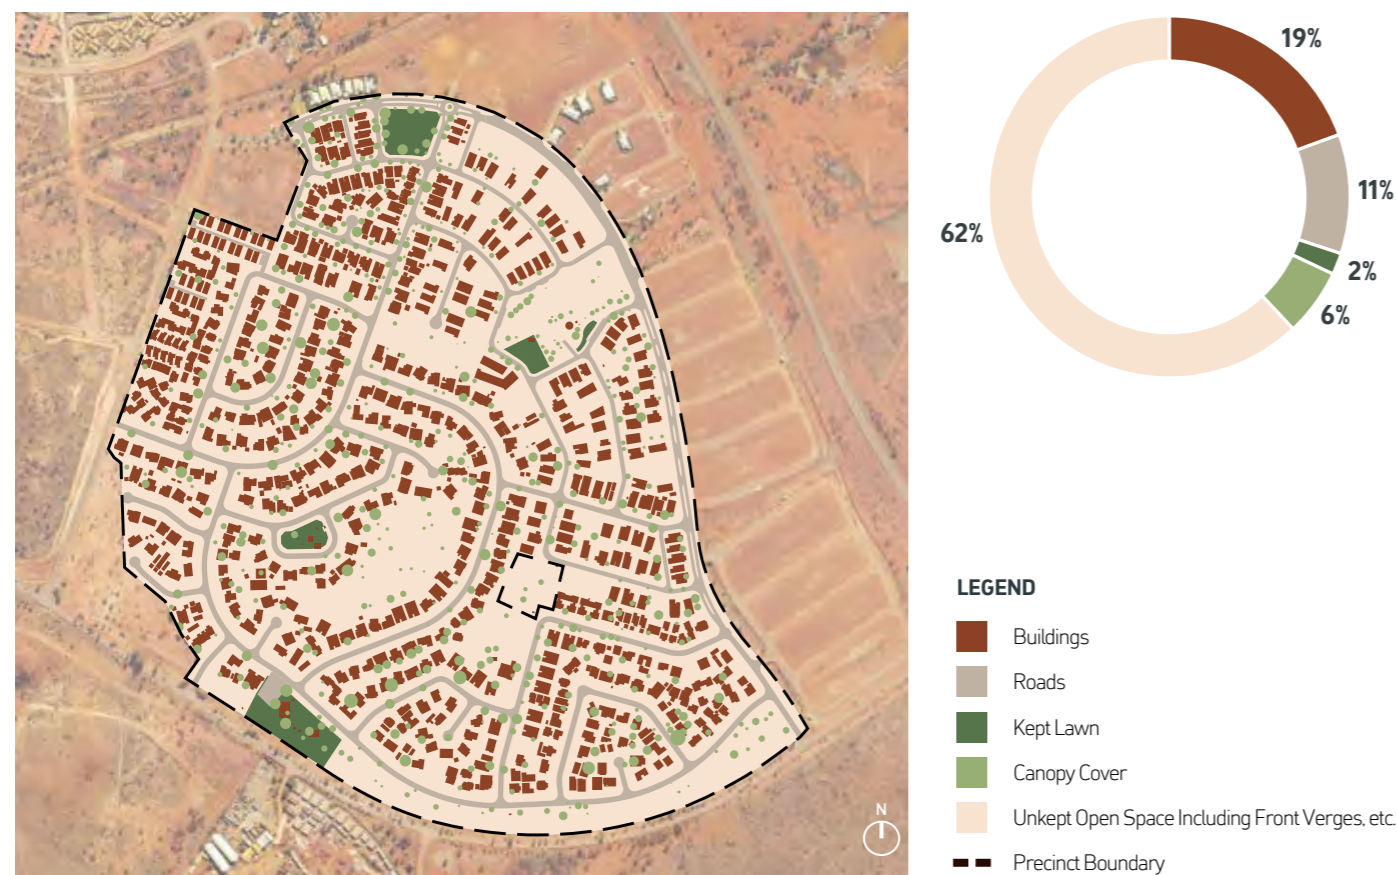 19%
11%
2%
6%
62%
N
LEGEND
Buildings
Roads
Kept Lawn
Canopy Cover
Unkept Open Space Including Front Verges, etc.
Precinct Boundary